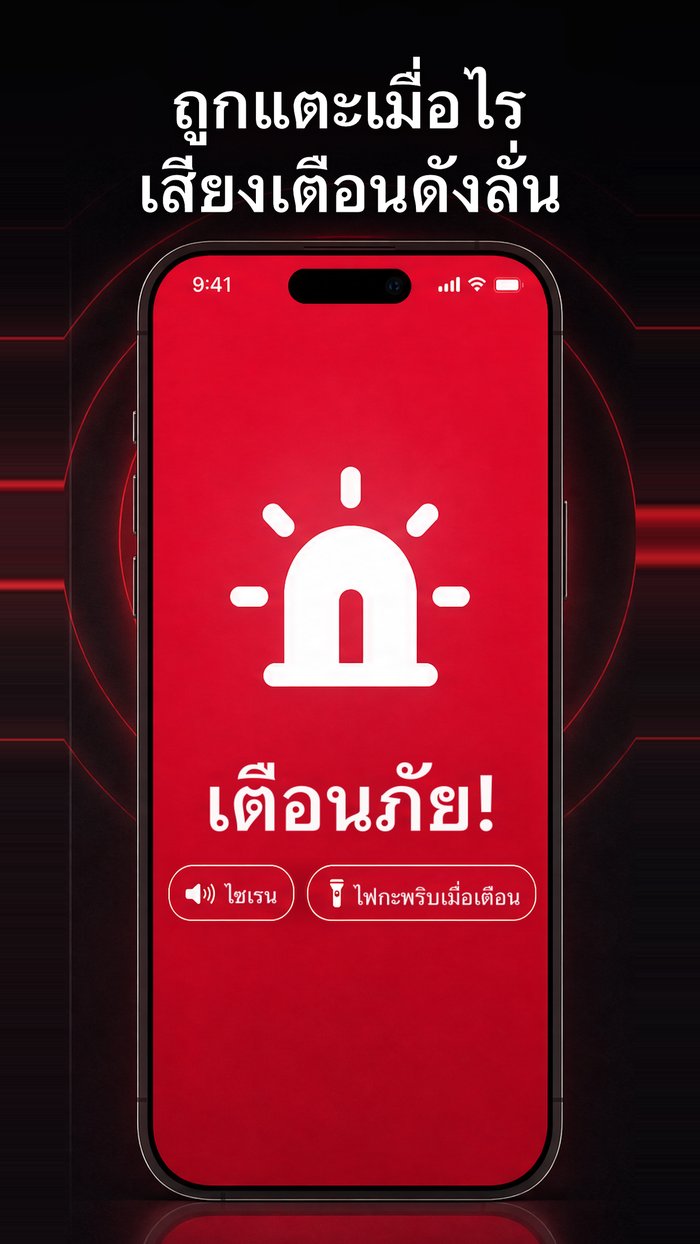 ถูกแตะเมื่อไร
เสียงเตือนดังลั่น
9:41
เตือนภัย!
ไซเรน
ไฟกะพริบเมื่อเตือน